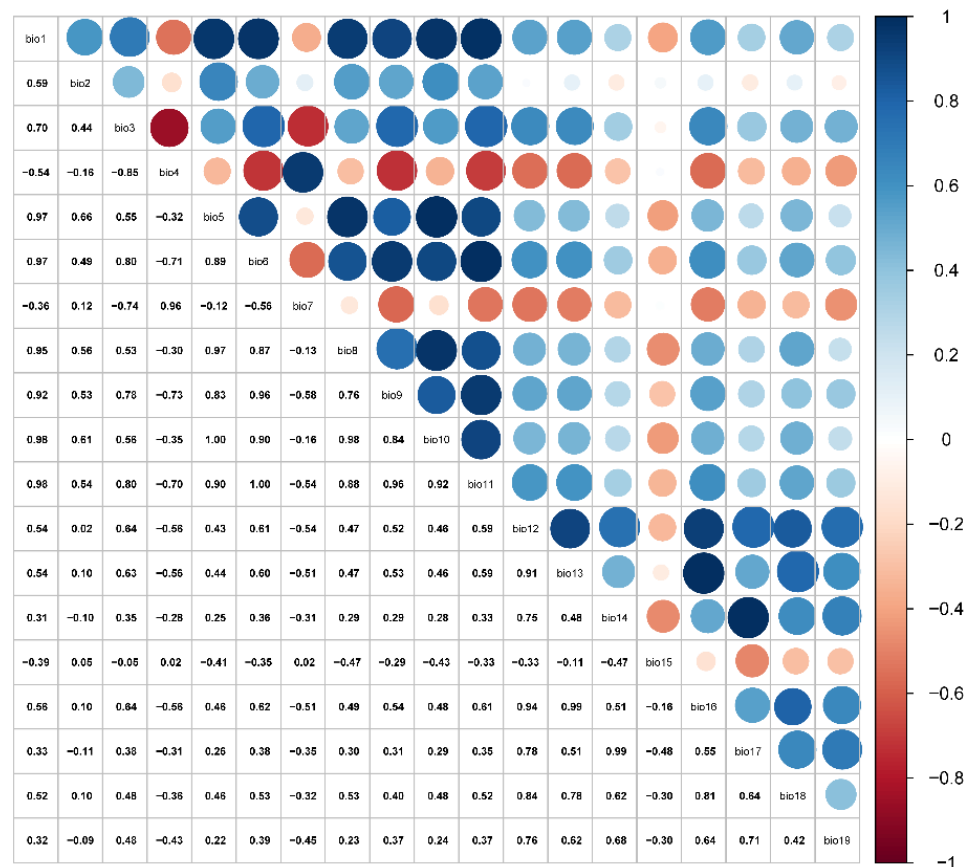 bio1
0.59 bio2
0.70 0.44 bio3
−0.54 −0.16 −0.85 bio4
0.97 0.66 0.55 −0.32 bio5
0.97 0.49 0.80 −0.71 0.89 bio6
−0.36 0.12 −0.74 0.96 −0.12 −0.56 bio7
0.95 0.56 0.53 −0.30 0.97 0.87 −0.13 bio8
0.92 0.53 0.78 −0.73 0.83 0.96 −0.58 0.76 bio9
0.98 0.61 0.56 −0.35 1.00 0.90 −0.16 0.98 0.84 bio10
0.98 0.54 0.80 −0.70 0.90 1.00 −0.54 0.88 0.96 0.92 bio11
0.54 0.02 0.64 −0.56 0.43 0.61 −0.54 0.47 0.52 0.46 0.59 bio12
0.54 0.10 0.63 −0.56 0.44 0.60 −0.51 0.47 0.53 0.46 0.59 0.91 bio13
0.31 −0.10 0.35 −0.28 0.25 0.36 −0.31 0.29 0.29 0.28 0.33 0.75 0.48 bio14
−0.39 0.05 −0.05 0.02 −0.41 −0.35 0.02 −0.47 −0.29 −0.43 −0.33 −0.33 −0.11 −0.47 bio15
0.56 0.10 0.64 −0.56 0.46 0.62 −0.51 0.49 0.54 0.48 0.61 0.94 0.99 0.51 −0.16 bio16
0.33 −0.11 0.38 −0.31 0.26 0.38 −0.35 0.30 0.31 0.29 0.35 0.78 0.51 0.99 −0.48 0.55 bio17
0.52 0.10 0.48 −0.36 0.46 0.53 −0.32 0.53 0.40 0.48 0.52 0.84 0.78 0.62 −0.30 0.81 0.64 bio18
0.32 −0.09 0.48 −0.43 0.22 0.39 −0.45 0.23 0.37 0.24 0.37 0.76 0.62 0.68 −0.30 0.64 0.71 0.42 bio19
1
0.8
0.6
0.4
0.2
0
−0.2
−0.4
−0.6
−0.8
−1